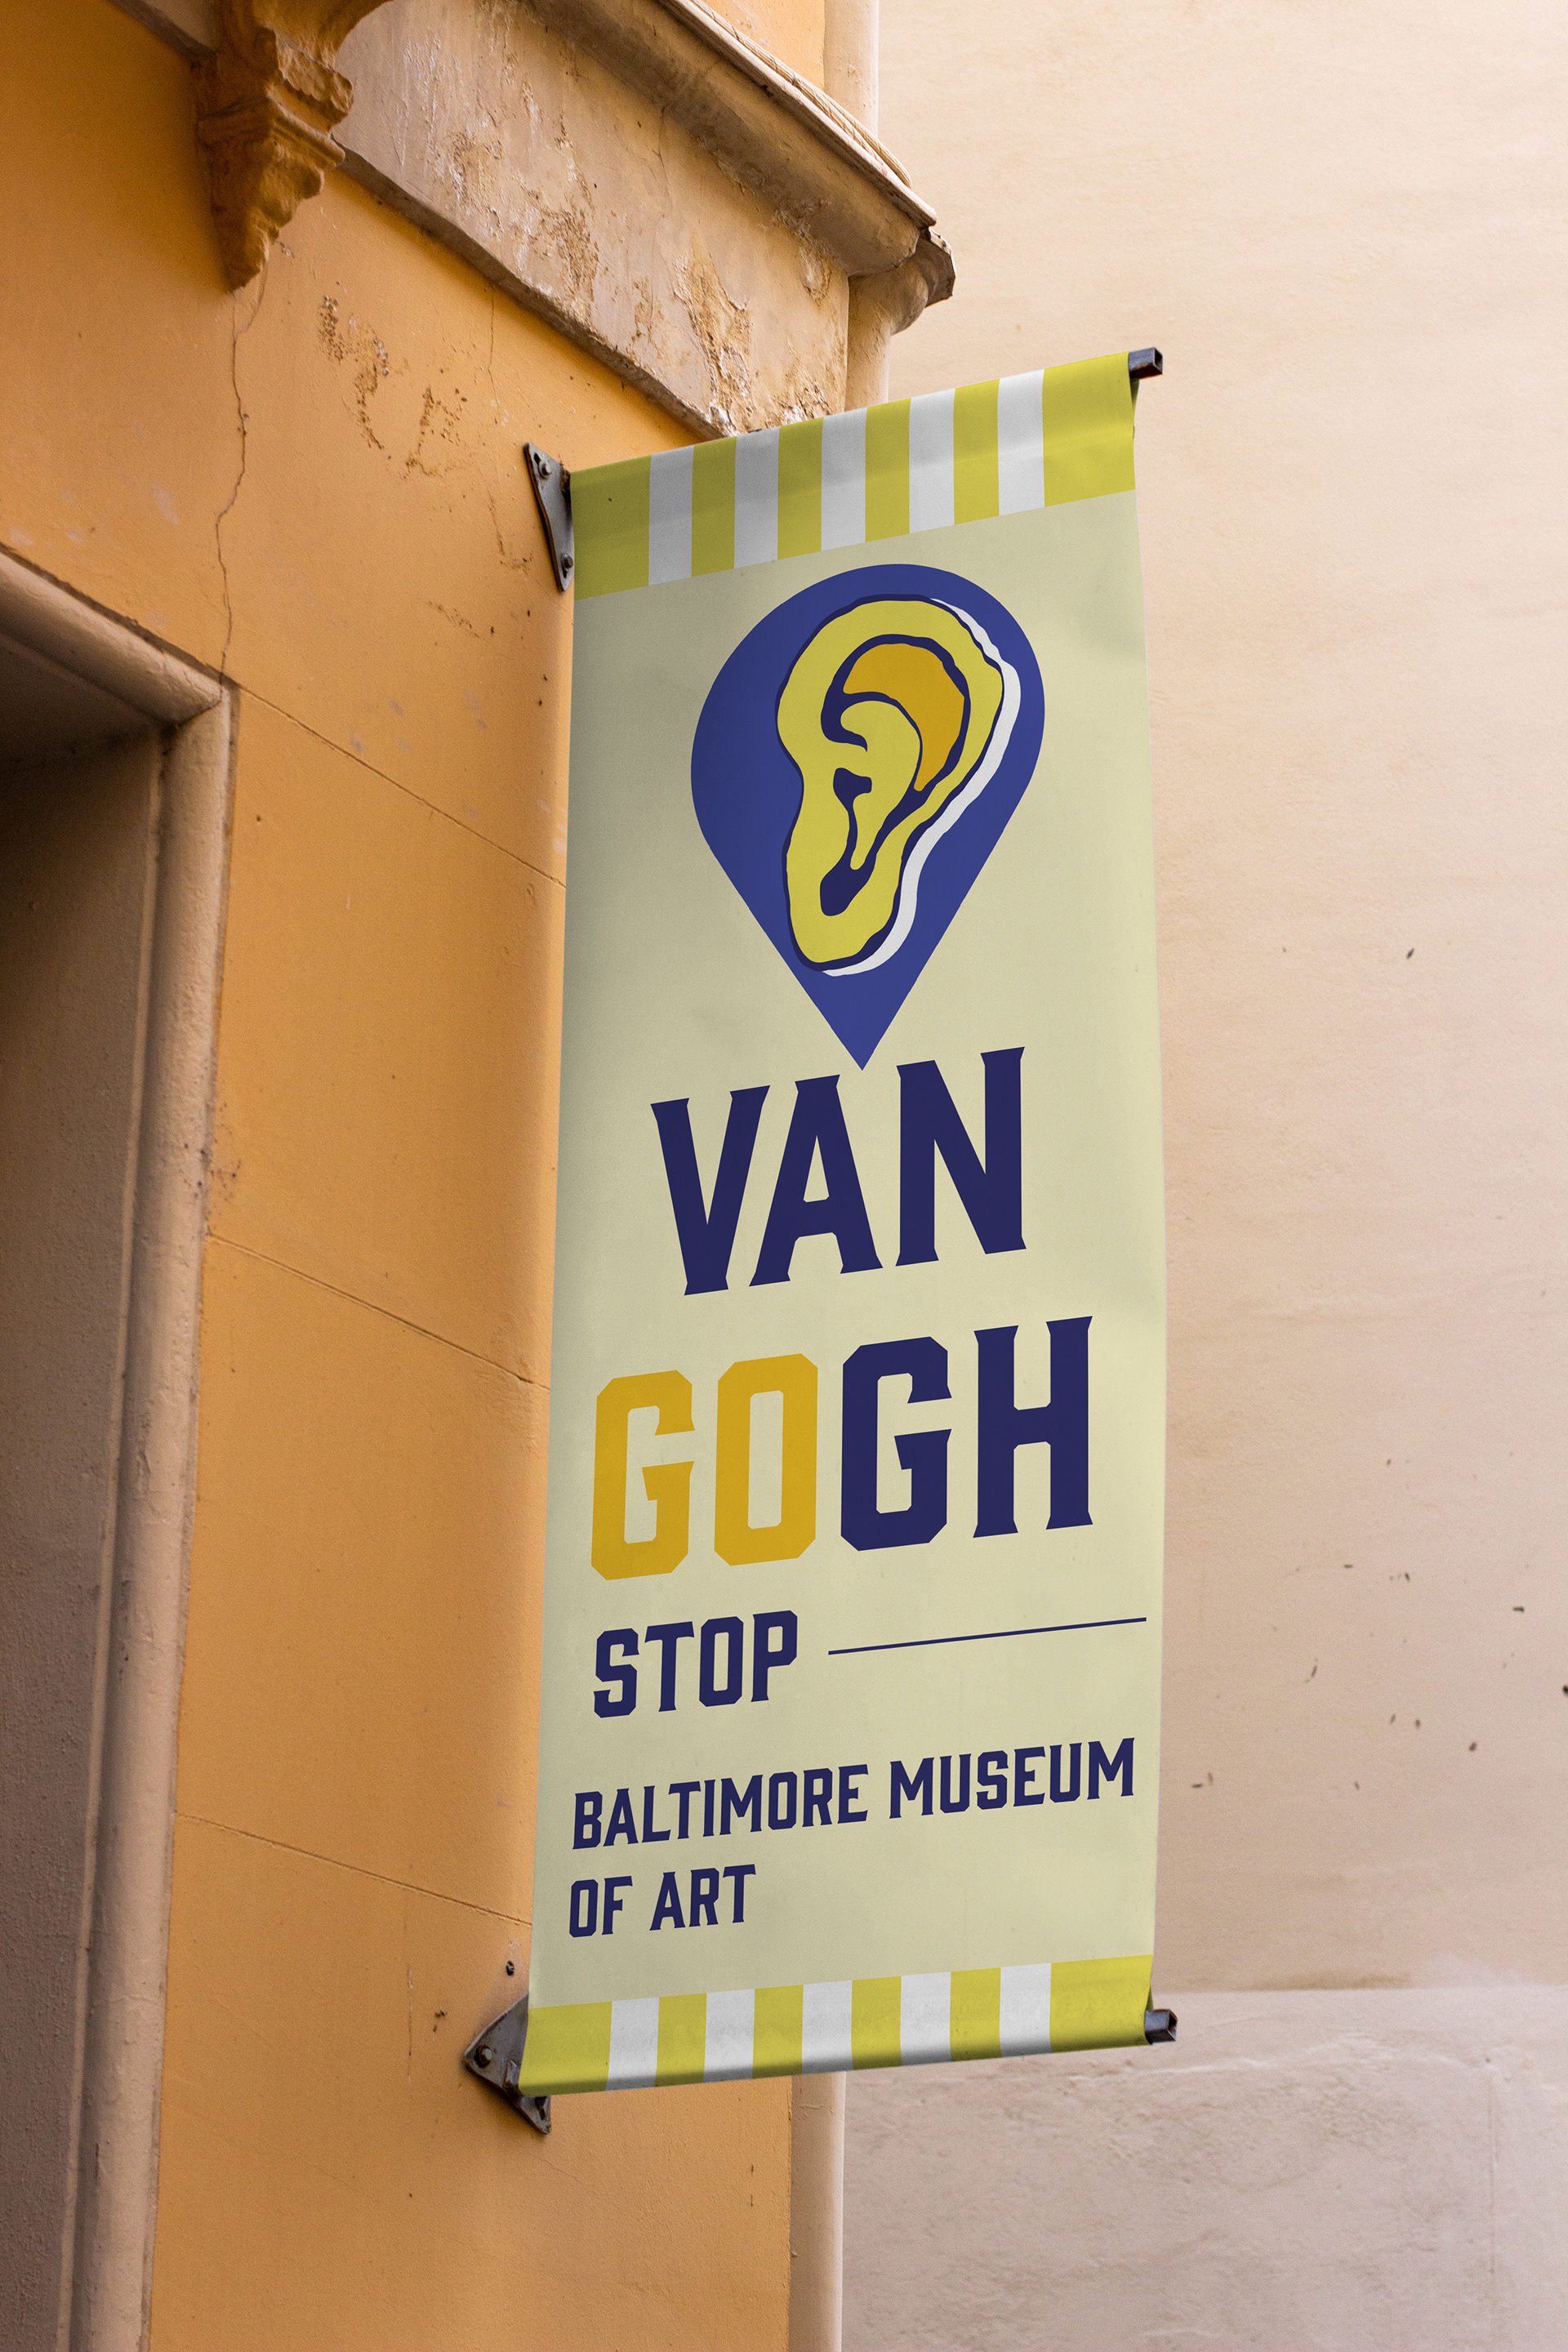 VAN
GOGH
STOP
BALTIMORE MUSEUM
OF ART